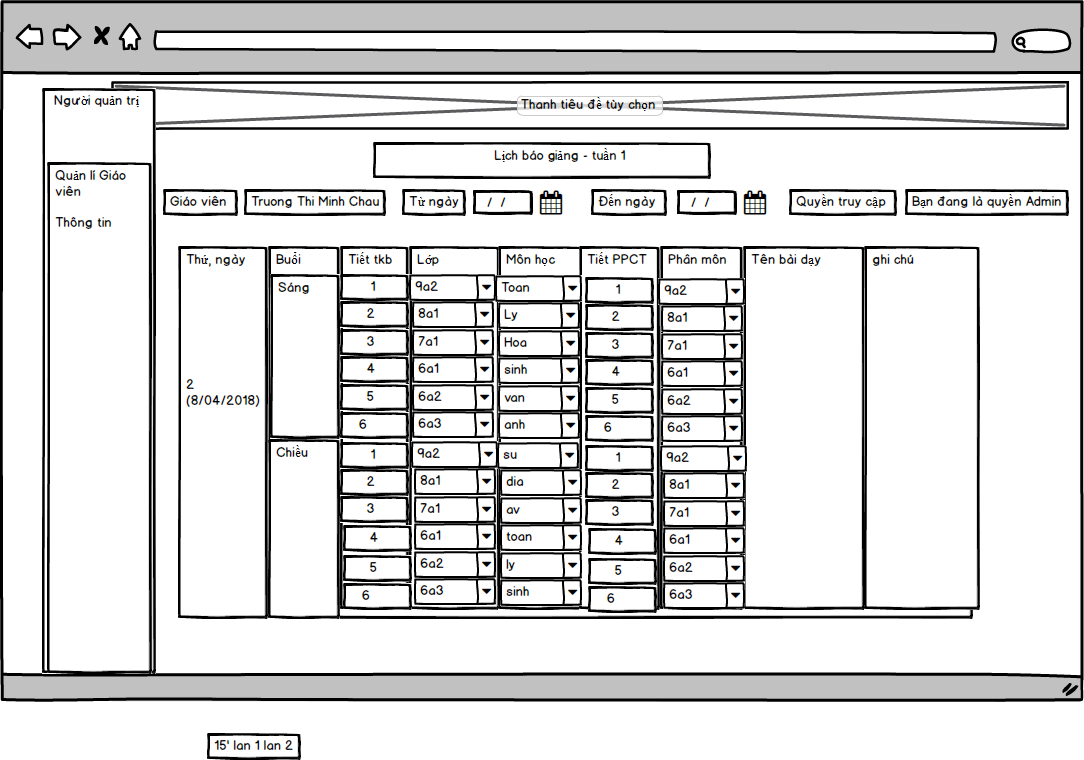 Người quản trị
Thanh tiêu đề tùy chọn
Lịch báo giảng - tuần 1
Quản lí Giáo
viên
Thông tin
Giáo viên Truong Thi Minh Chau Từ ngày / / Đến ngày / / Quyền truy cập Bạn đang là quyền Admin
Thứ, ngày Buổi Tiết tkb Lớp Môn học Tiết PPCT Phân môn Tên bài dạy ghi chú
Sáng 1 9a2 Toan 1 9a2
2 8a1 Ly 2 8a1
3 7a1 Hoa 3 7a1
4 6a1 sinh 4 6a1
2
(8/04/2018)
5 6a2 van 5 6a2
6 6a3 anh 6 6a3
Chiều 1 9a2 su 1 9a2
2 8a1 dia 2 8a1
3 7a1 av 3 7a1
4 6a1 toan 4 6a1
5 6a2 ly 5 6a2
6 6a3 sinh 6 6a3
15' lan 1 lan 2